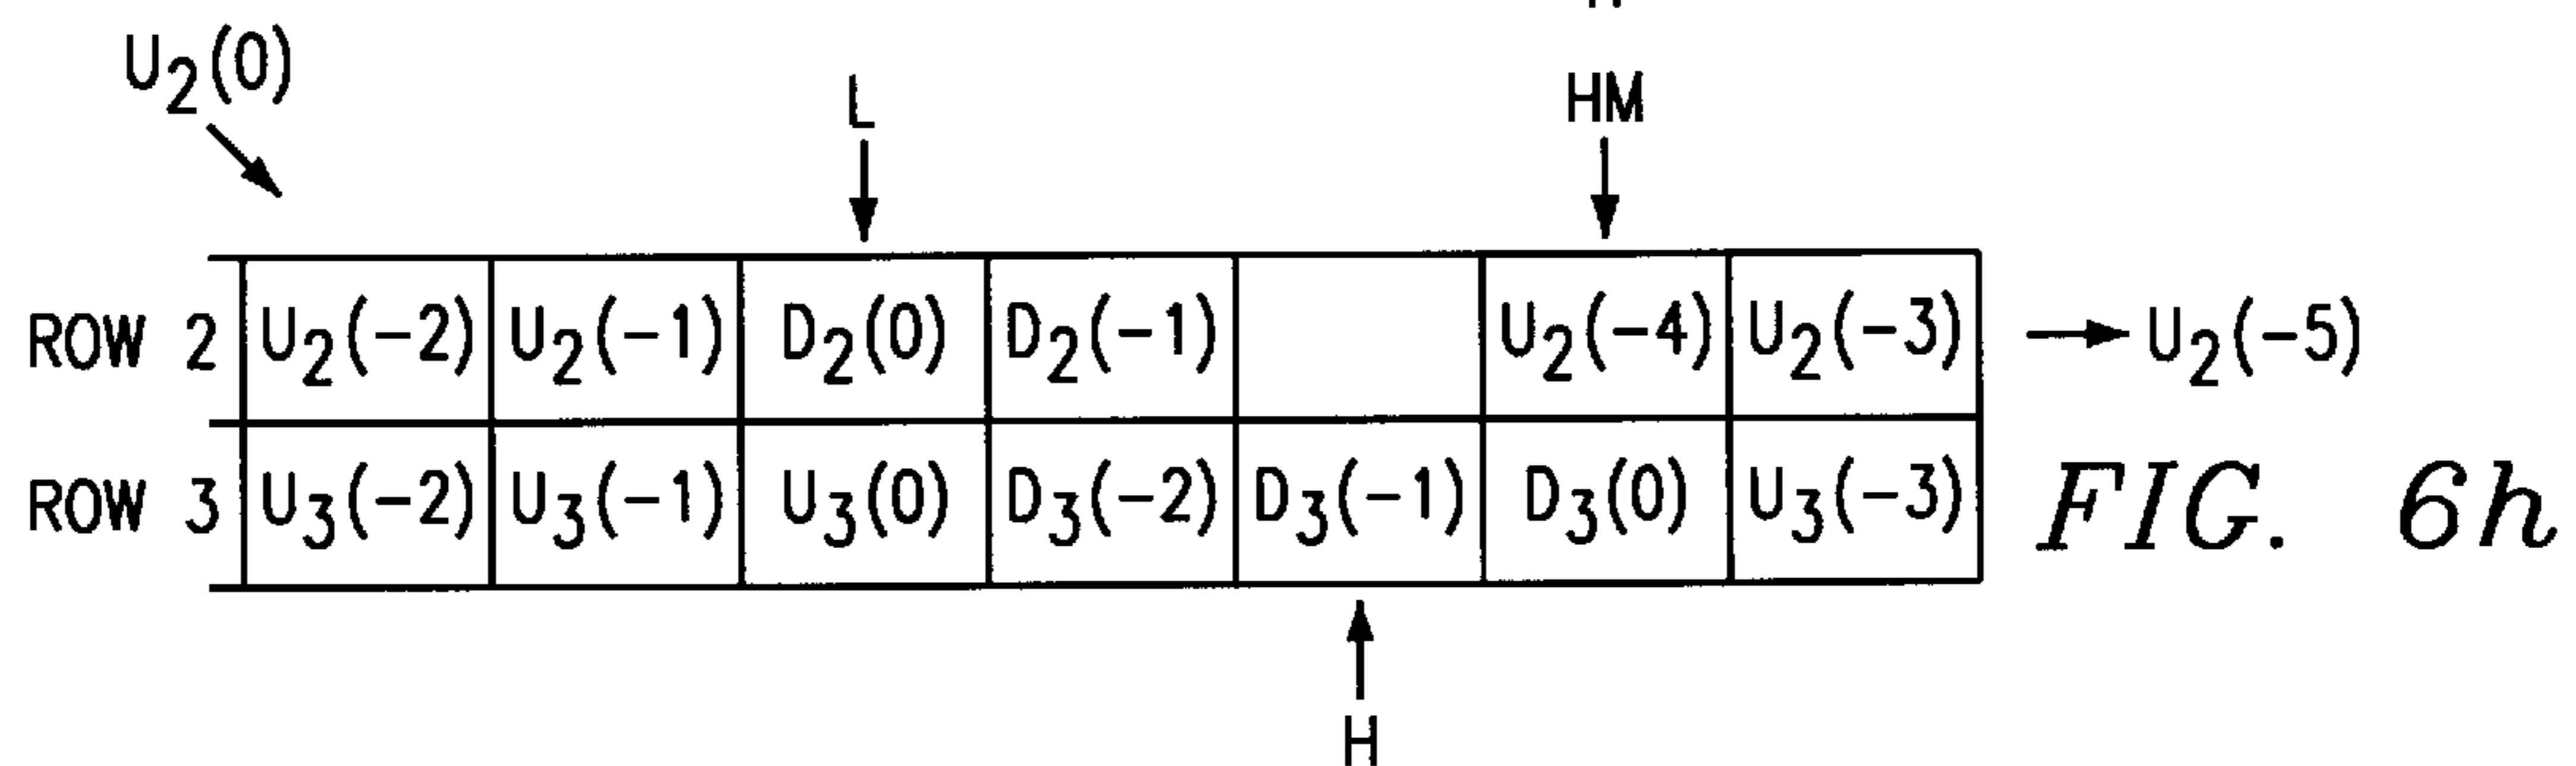 U₂(0)
L
HM
ROW 2 U₂(−2) U₂(−1) D₂(0) D₂(−1) U₂(−4) U₂(−3) U₂(−5)
ROW 3 U₃(−2) U₃(−1) U₃(0) D₃(−2) D₃(−1) D₃(0) U₃(−3) FIG. 6h
H